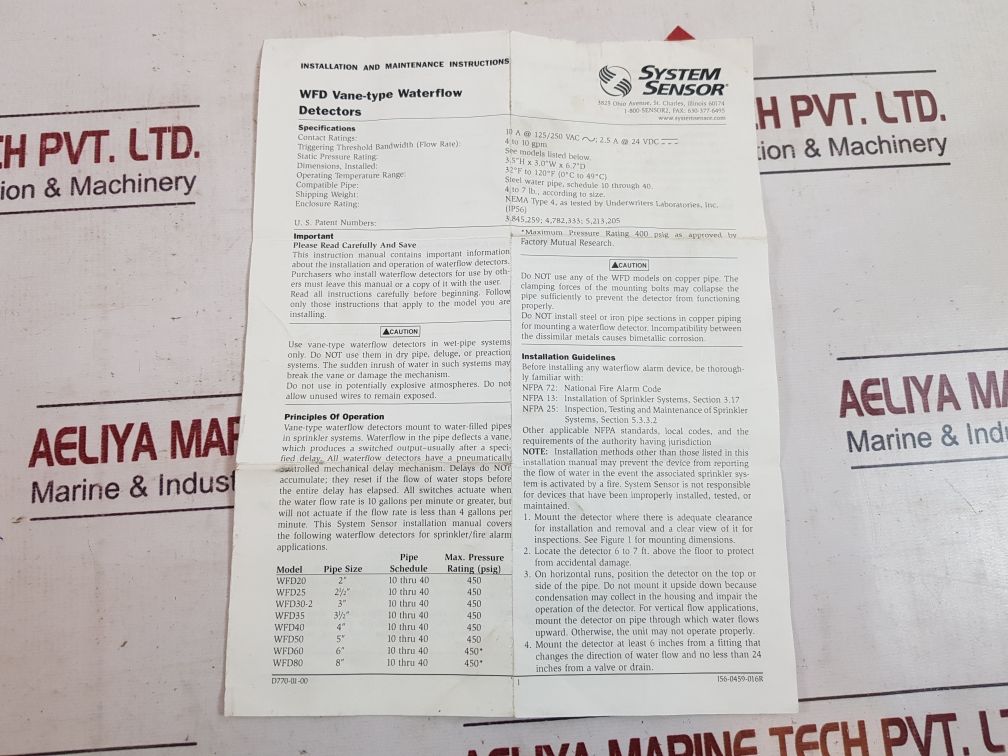 INSTALLATION AND MAINTENANCE INSTRUCTIONS
SYSTEM
SENSOR
3825 Ohio Avenue, St. Charles, Illinois 60174
1-800-SENSOR2, FAX: 630-377-6495
www.systemsensor.com
WFD Vane-type Waterflow
Detectors
Specifications
Contact Ratings: 10 A @ 125/250 VAC ; 2.5 A @ 24 VDC
Triggering Threshold Bandwidth (Flow Rate): 4 to 10 gpm
Static Pressure Rating: See models listed below.
Dimensions, Installed: 3.5"H x 3.0"W x 6.7"D
Operating Temperature Range: 32°F to 120°F (0°C to 49°C)
Compatible Pipe: Steel water pipe, schedule 10 through 40.
Shipping Weight: 4 to 7 lb., according to size.
Enclosure Rating: NEMA Type 4, as tested by Underwriters Laboratories, Inc.
(IP56)
U. S. Patent Numbers: 3,845,259; 4,782,333; 5,213,205
Important
Please Read Carefully And Save
This instruction manual contains important information
about the installation and operation of waterflow detectors.
Purchasers who install waterflow detectors for use by oth-
ers must leave this manual or a copy of it with the user.
Read all instructions carefully before beginning. Follow
only those instructions that apply to the model you are
installing.
⚠CAUTION
Use vane-type waterflow detectors in wet-pipe systems
only. Do NOT use them in dry pipe, deluge, or preaction
systems. The sudden inrush of water in such systems may
break the vane or damage the mechanism.
Do not use in potentially explosive atmospheres. Do not
allow unused wires to remain exposed.
Principles Of Operation
Vane-type waterflow detectors mount to water-filled pipes
in sprinkler systems. Waterflow in the pipe deflects a vane,
which produces a switched output—usually after a speci-
fied delay. All waterflow detectors have a pneumatically
controlled mechanical delay mechanism. Delays do NOT
accumulate; they reset if the flow of water stops before
the entire delay has elapsed. All switches actuate when
the water flow rate is 10 gallons per minute or greater, but
will not actuate if the flow rate is less than 4 gallons per
minute. This System Sensor installation manual covers
the following waterflow detectors for sprinkler/fire alarm
applications.
Pipe Max. Pressure
Model Pipe Size Schedule Rating (psig)
WFD20 2" 10 thru 40 450
WFD25 2½" 10 thru 40 450
WFD30-2 3" 10 thru 40 450
WFD35 3½" 10 thru 40 450
WFD40 4" 10 thru 40 450
WFD50 5" 10 thru 40 450
WFD60 6" 10 thru 40 450*
WFD80 8" 10 thru 40 450*
*Maximum Pressure Rating 400 psig as approved by
Factory Mutual Research.
⚠CAUTION
Do NOT use any of the WFD models on copper pipe. The
clamping forces of the mounting bolts may collapse the
pipe sufficiently to prevent the detector from functioning
properly.
Do NOT install steel or iron pipe sections in copper piping
for mounting a waterflow detector. Incompatibility between
the dissimilar metals causes bimetallic corrosion.
Installation Guidelines
Before installing any waterflow alarm device, be thorough-
ly familiar with:
NFPA 72: National Fire Alarm Code
NFPA 13: Installation of Sprinkler Systems, Section 3.17
NFPA 25: Inspection, Testing and Maintenance of Sprinkler
Systems, Section 5.3.3.2
Other applicable NFPA standards, local codes, and the
requirements of the authority having jurisdiction
NOTE: Installation methods other than those listed in this
installation manual may prevent the device from reporting
the flow of water in the event the associated sprinkler sys-
tem is activated by a fire. System Sensor is not responsible
for devices that have been improperly installed, tested, or
maintained.
1. Mount the detector where there is adequate clearance
for installation and removal and a clear view of it for
inspections. See Figure 1 for mounting dimensions.
2. Locate the detector 6 to 7 ft. above the floor to protect
from accidental damage.
3. On horizontal runs, position the detector on the top or
side of the pipe. Do not mount it upside down because
condensation may collect in the housing and impair the
operation of the detector. For vertical flow applications,
mount the detector on pipe through which water flows
upward. Otherwise, the unit may not operate properly.
4. Mount the detector at least 6 inches from a fitting that
changes the direction of water flow and no less than 24
inches from a valve or drain.
D770-01-00 1 I56-0459-016R
H PVT. LTD.
tion & Machinery
CH PVT. LTD.
ion & Machinery
AELIYA MAR
Marine & Indust
AELIYA MA
Marine & Indu
AELIYA MARINE TECH PVT. L